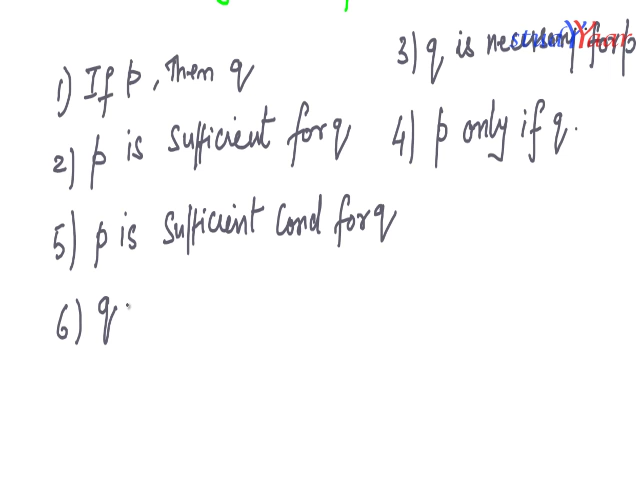 1) If p, Then q
2) p is sufficient for q
3) q is necessary for p
4) p only if q.
5) p is Sufficient Cond for q
6) q